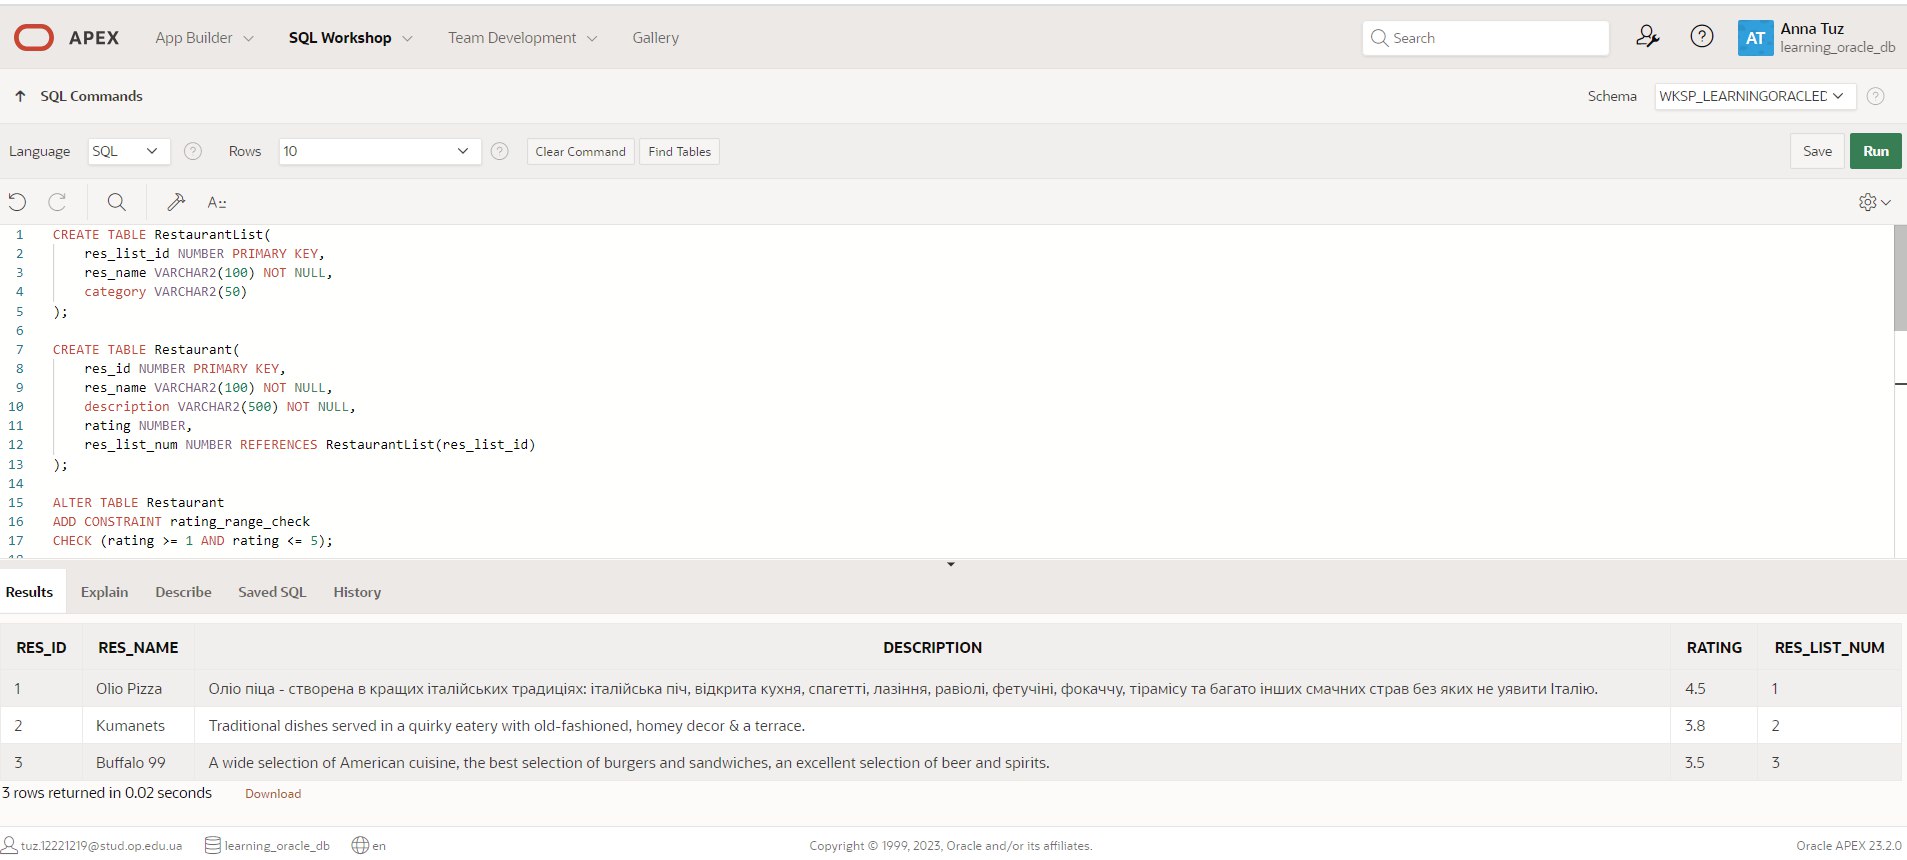 APEX App Builder SQL Workshop Team Development Gallery Search AT Anna Tuz
learning_oracle_db
SQL Commands Schema WKSP_LEARNINGORACLED
Language SQL Rows 10 Clear Command Find Tables Save Run
1 CREATE TABLE RestaurantList(
2 res_list_id NUMBER PRIMARY KEY,
3 res_name VARCHAR2(100) NOT NULL,
4 category VARCHAR2(50)
5 );
6
7 CREATE TABLE Restaurant(
8 res_id NUMBER PRIMARY KEY,
9 res_name VARCHAR2(100) NOT NULL,
10 description VARCHAR2(500) NOT NULL,
11 rating NUMBER,
12 res_list_num NUMBER REFERENCES RestaurantList(res_list_id)
13 );
14
15 ALTER TABLE Restaurant
16 ADD CONSTRAINT rating_range_check
17 CHECK (rating >= 1 AND rating <= 5);
Results Explain Describe Saved SQL History
RES_ID RES_NAME DESCRIPTION RATING RES_LIST_NUM
1 Olio Pizza Оліо піца - створена в кращих італійських традиціях: італійська піч, відкрита кухня, спагетті, лазіння, равіолі, фетучіні, фокаччу, тірамісу та багато інших смачних страв без яких не уявити Італію. 4.5 1
2 Kumanets Traditional dishes served in a quirky eatery with old-fashioned, homey decor & a terrace. 3.8 2
3 Buffalo 99 A wide selection of American cuisine, the best selection of burgers and sandwiches, an excellent selection of beer and spirits. 3.5 3
3 rows returned in 0.02 seconds Download
tuz.12221219@stud.op.edu.ua learning_oracle_db en Copyright © 1999, 2023, Oracle and/or its affiliates. Oracle APEX 23.2.0